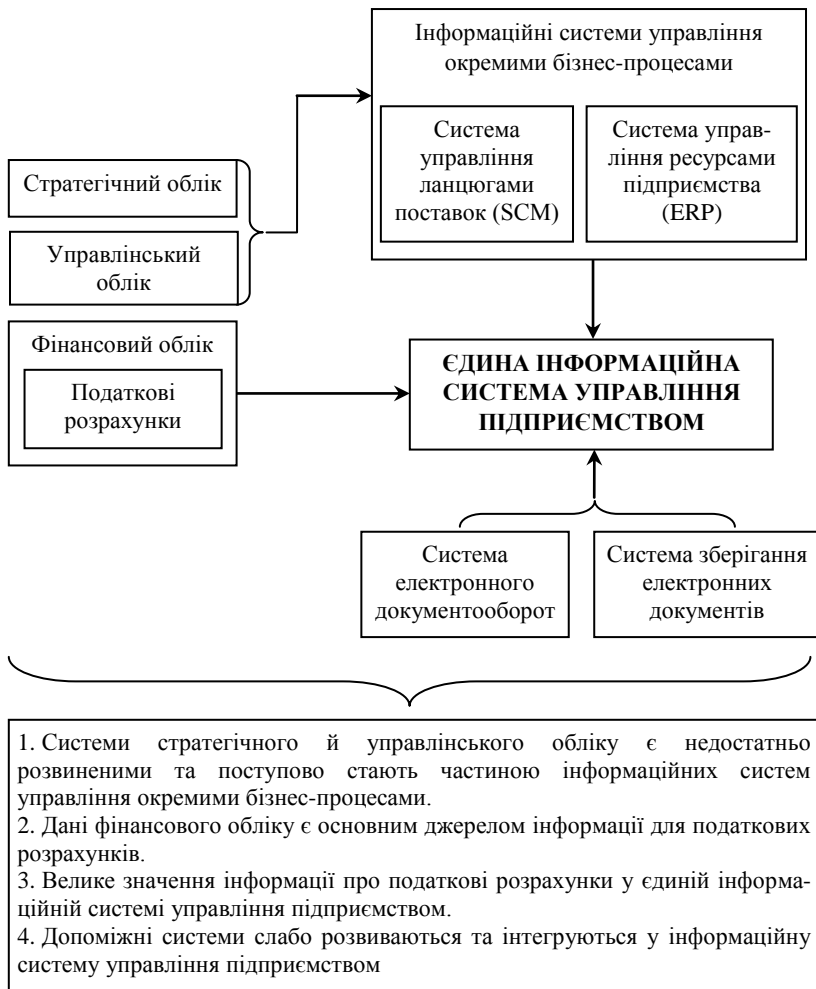 Інформаційні системи управління
окремими бізнес-процесами
Система
управління
ланцюгами
поставок (SCM)
Система управ-
ління ресурсами
підприємства
(ERP)
Стратегічний облік
Управлінський
облік
Фінансовий облік
Податкові
розрахунки
ЄДИНА ІНФОРМАЦІЙНА
СИСТЕМА УПРАВЛІННЯ
ПІДПРИЄМСТВОМ
Система
електронного
документооборот
Система зберігання
електронних
документів
1. Системи стратегічного й управлінського обліку є недостатньо
розвиненими та поступово стають частиною інформаційних систем
управління окремими бізнес-процесами.
2. Дані фінансового обліку є основним джерелом інформації для податкових
розрахунків.
3. Велике значення інформації про податкові розрахунки у єдиній інформа-
ційній системі управління підприємством.
4. Допоміжні системи слабо розвиваються та інтегруються у інформаційну
систему управління підприємством